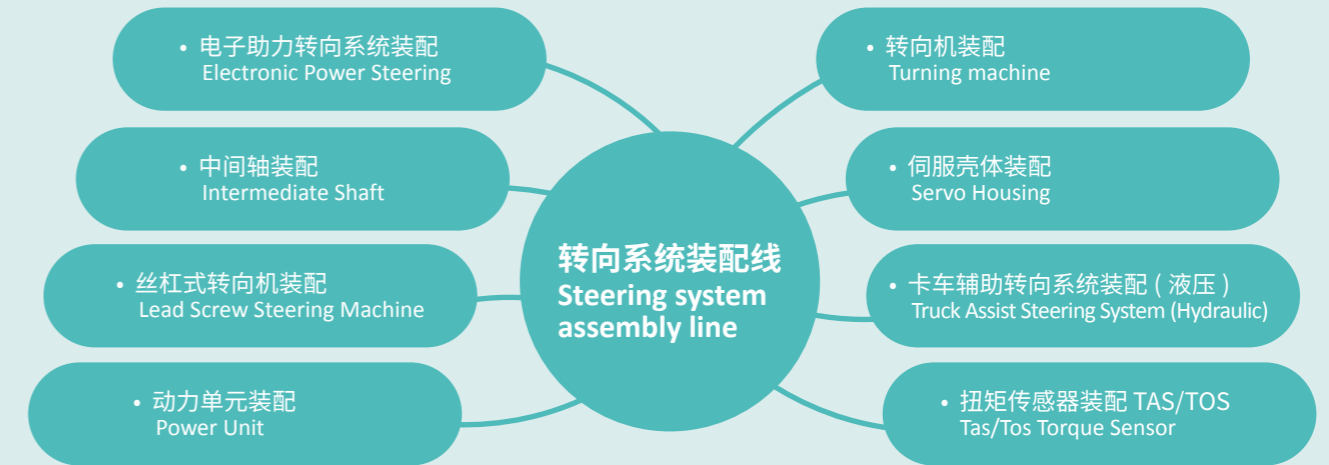 • 电子助力转向系统装配
Electronic Power Steering
• 中间轴装配
Intermediate Shaft
• 丝杠式转向机装配
Lead Screw Steering Machine
• 动力单元装配
Power Unit
转向系统装配线
Steering system
assembly line
• 转向机装配
Turning machine
• 伺服壳体装配
Servo Housing
• 卡车辅助转向系统装配 ( 液压 )
Truck Assist Steering System (Hydraulic)
• 扭矩传感器装配 TAS/TOS
Tas/Tos Torque Sensor